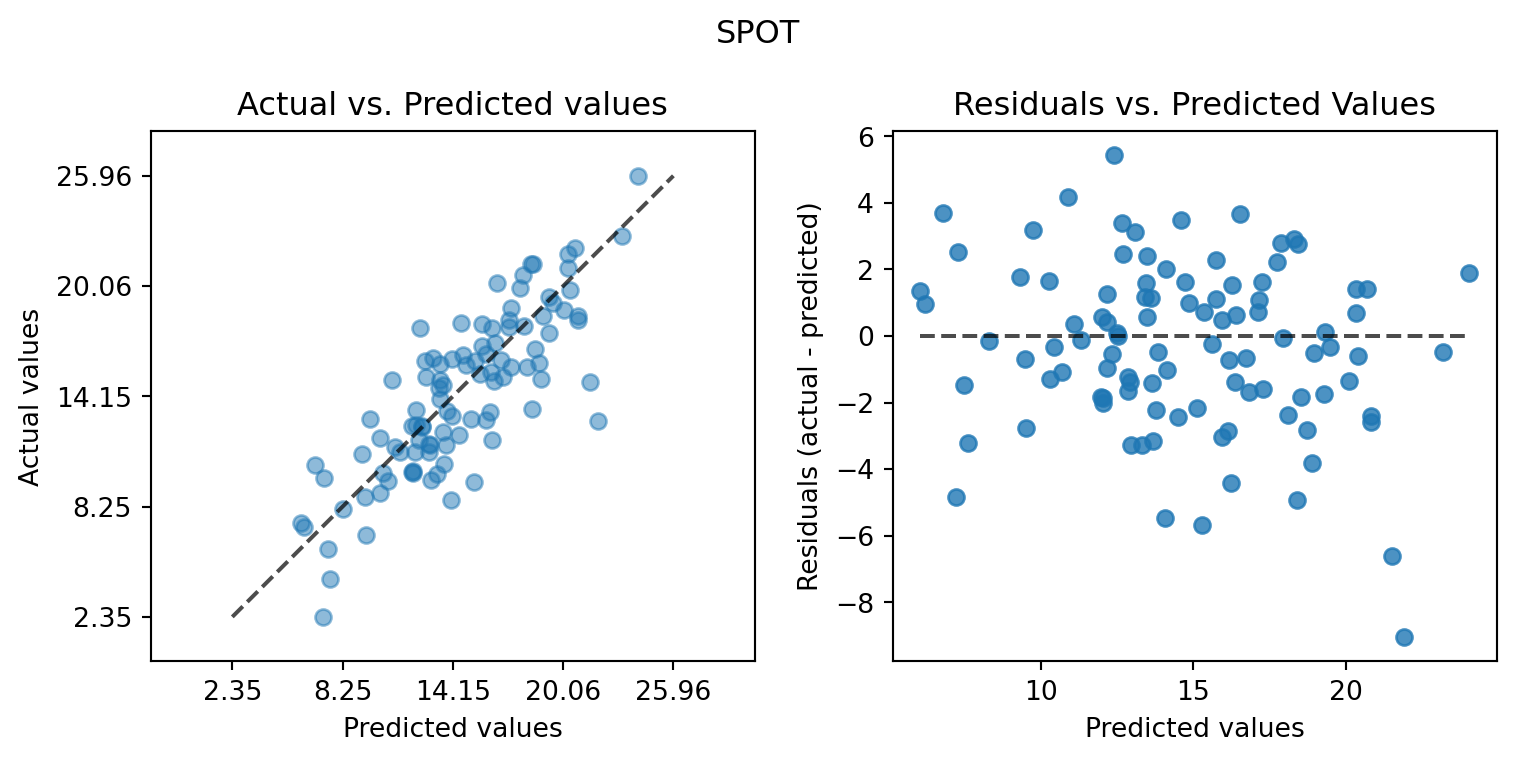 SPOT
Actual vs. Predicted values
25.96
20.06
14.15
8.25
2.35
Actual values
2.35 8.25 14.15 20.06 25.96
Predicted values
Residuals vs. Predicted Values
6
4
2
0
−2
−4
−6
−8
Residuals (actual - predicted)
10 15 20
Predicted values